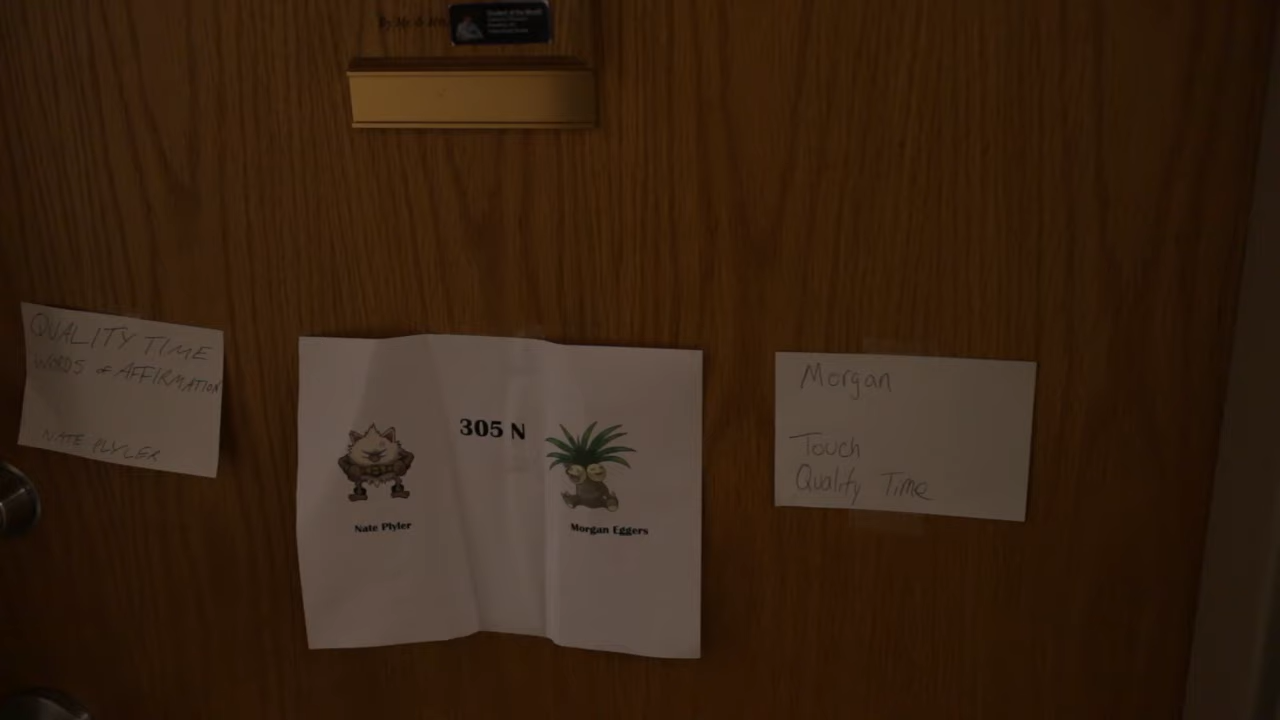 QUALITY TIME
WORDS of AFFIRMATION
NATE PLYLER
305 N
Nate Plyler
Morgan Eggers
Morgan
Touch
Quality Time